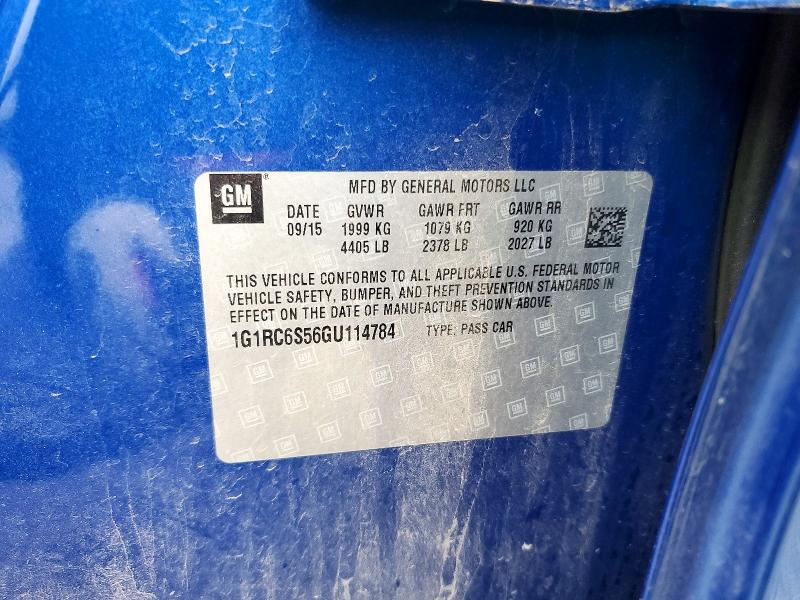 GM® MFD BY GENERAL MOTORS LLC
DATE GVWR GAWR FRT GAWR RR
09/15 1999 KG 1079 KG 920 KG
4405 LB 2378 LB 2027 LB
THIS VEHICLE CONFORMS TO ALL APPLICABLE U.S. FEDERAL MOTOR
VEHICLE SAFETY, BUMPER, AND THEFT PREVENTION STANDARDS IN
EFFECT ON THE DATE OF MANUFACTURE SHOWN ABOVE.
1G1RC6S56GU114784 TYPE: PASS CAR